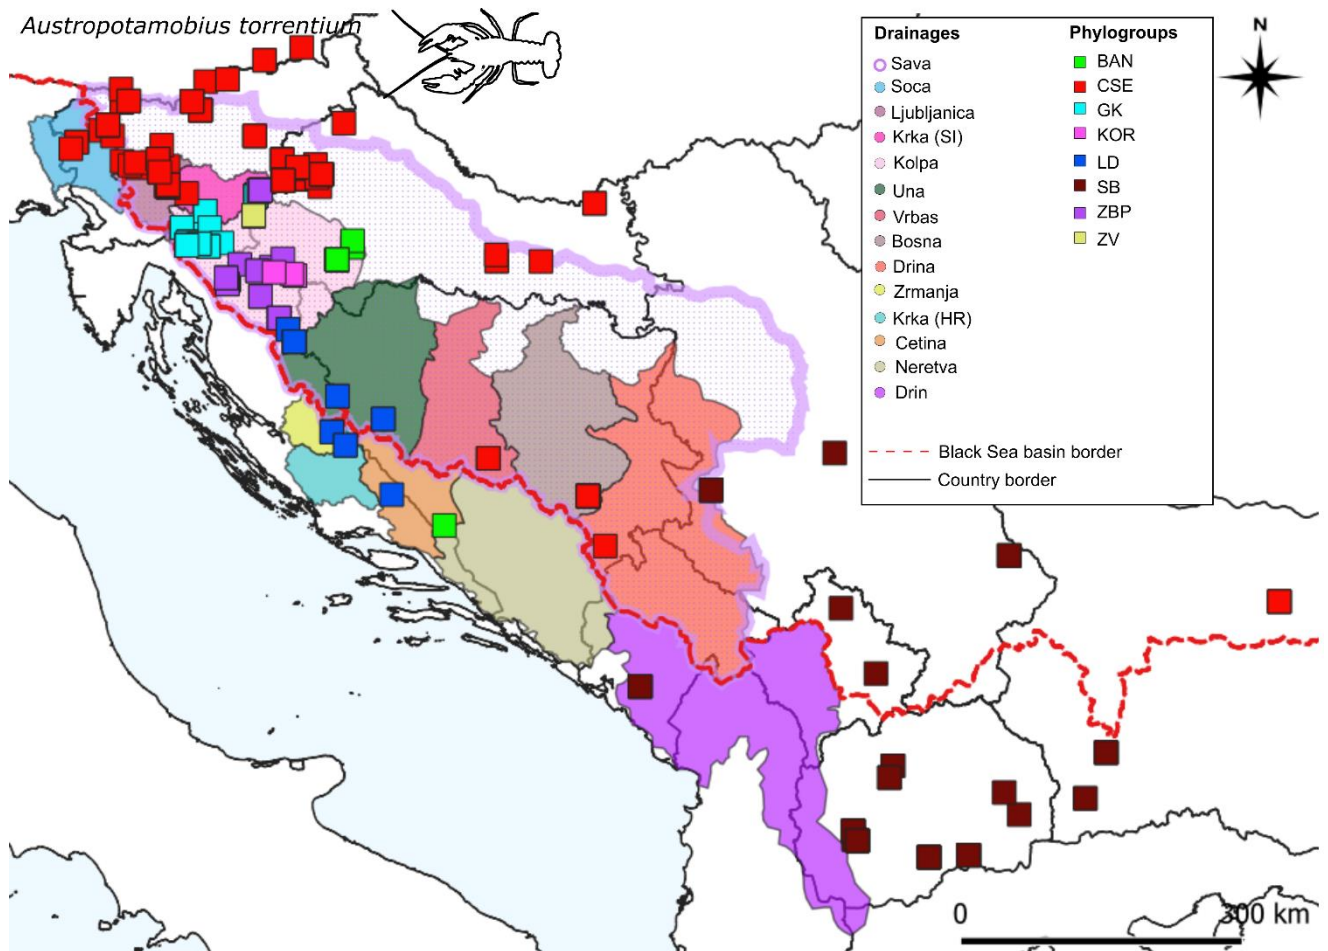 Austropotamobius torrentium
Drainages
Sava
Soca
Ljubljanica
Krka (SI)
Kolpa
Una
Vrbas
Bosna
Drina
Zrmanja
Krka (HR)
Cetina
Neretva
Drin
Black Sea basin border
Country border
Phylogroups
BAN
CSE
GK
KOR
LD
SB
ZBP
ZV
N
0
300 km